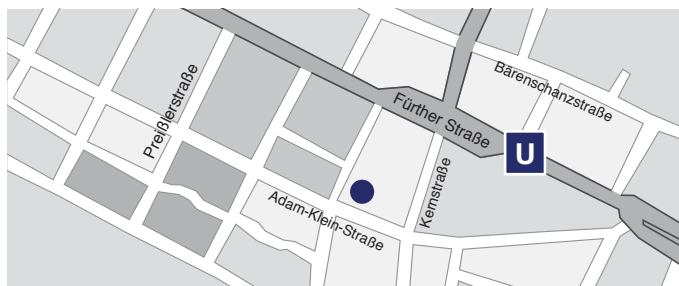 Bärenschanzstraße
Preißlerstraße
Fürther Straße
U
Kernstraße
Adam-Klein-Straße